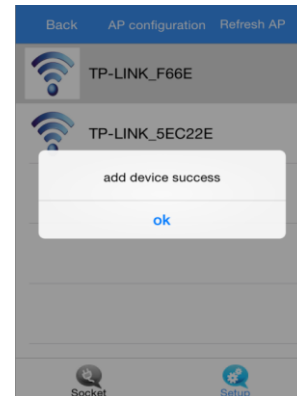 Back AP configuration Refresh AP
TP-LINK_F66E
TP-LINK_5EC22E
add device success
ok
Socket Setup